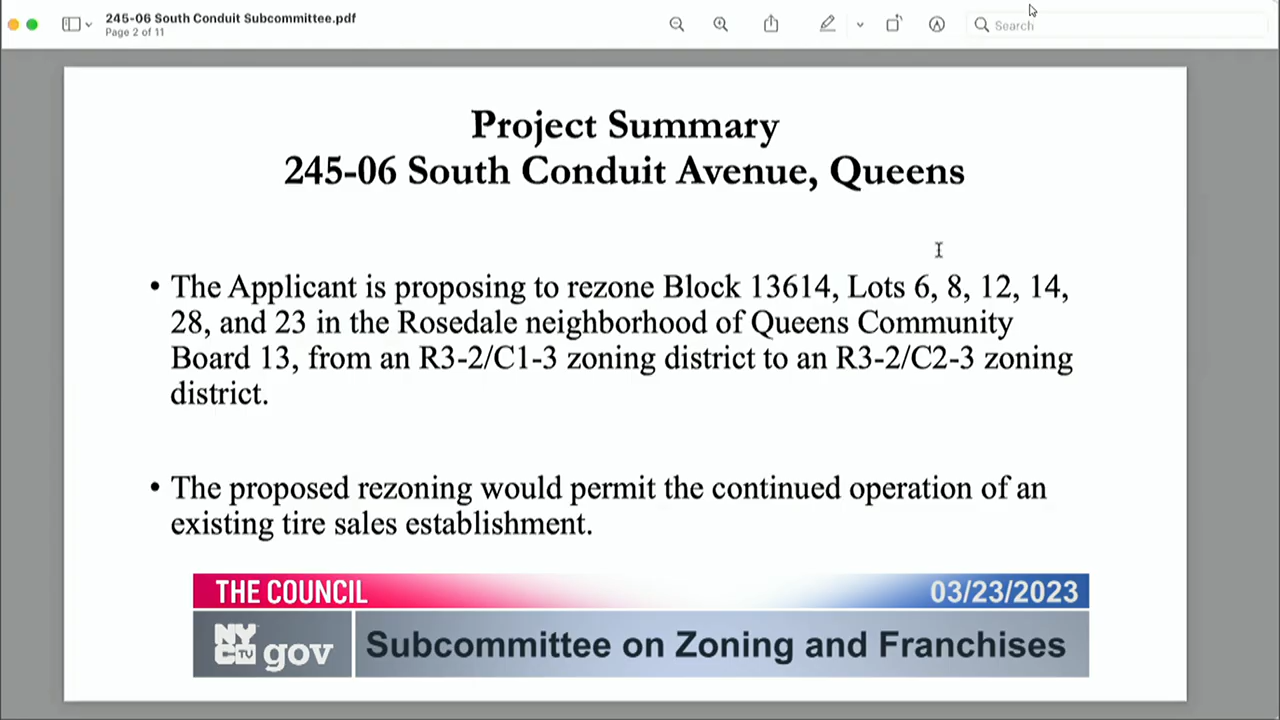 245-06 South Conduit Subcommittee.pdf
Page 2 of 11
Search
Project Summary
245-06 South Conduit Avenue, Queens
• The Applicant is proposing to rezone Block 13614, Lots 6, 8, 12, 14,
28, and 23 in the Rosedale neighborhood of Queens Community
Board 13, from an R3-2/C1-3 zoning district to an R3-2/C2-3 zoning
district.
• The proposed rezoning would permit the continued operation of an
existing tire sales establishment.
THE COUNCIL
03/23/2023
NYC TV gov
Subcommittee on Zoning and Franchises